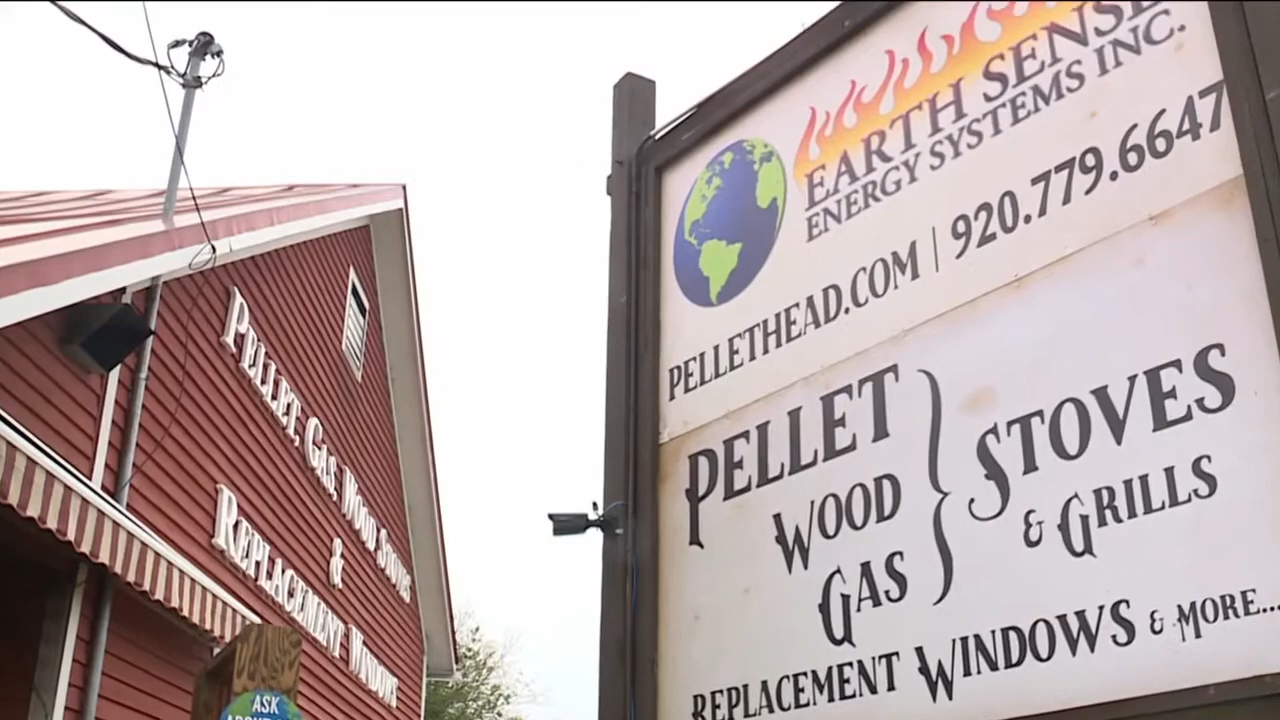 PELLET, GAS, WOOD STOVES
&
REPLACEMENT WINDOWS
ASK
EARTH SENSE
ENERGY SYSTEMS INC.
PELLETHEAD.COM | 920.779.6647
PELLET
WOOD
GAS
STOVES
& GRILLS
REPLACEMENT WINDOWS & MORE...